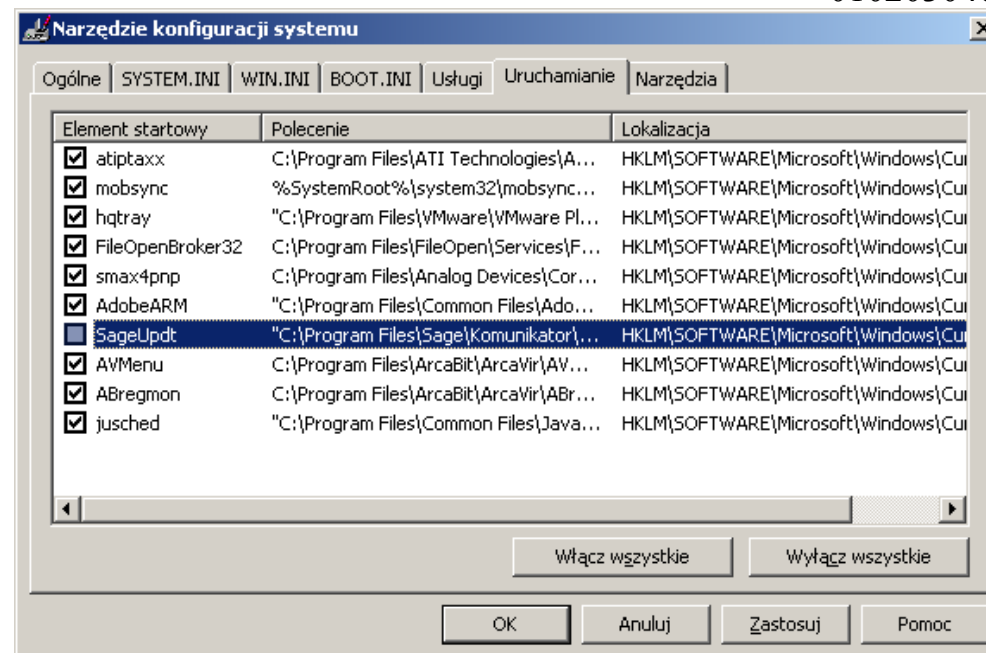 Narzędzie konfiguracji systemu
Ogólne SYSTEM.INI WIN.INI BOOT.INI Usługi Uruchamianie Narzędzia
Element startowy Polecenie Lokalizacja
atiptaxx C:\Program Files\ATI Technologies\A... HKLM\SOFTWARE\Microsoft\Windows\Cur
mobsync %SystemRoot%\system32\mobsync... HKLM\SOFTWARE\Microsoft\Windows\Cur
hqtray "C:\Program Files\VMware\VMware Pl... HKLM\SOFTWARE\Microsoft\Windows\Cur
FileOpenBroker32 C:\Program Files\FileOpen\Services\F... HKLM\SOFTWARE\Microsoft\Windows\Cur
smax4pnp C:\Program Files\Analog Devices\Cor... HKLM\SOFTWARE\Microsoft\Windows\Cur
AdobeARM "C:\Program Files\Common Files\Ado... HKLM\SOFTWARE\Microsoft\Windows\Cur
SageUpdt "C:\Program Files\Sage\Komunikator\... HKLM\SOFTWARE\Microsoft\Windows\Cur
AVMenu C:\Program Files\ArcaBit\ArcaVir\AV... HKLM\SOFTWARE\Microsoft\Windows\Cur
ABregmon C:\Program Files\ArcaBit\ArcaVir\ABr... HKLM\SOFTWARE\Microsoft\Windows\Cur
jusched "C:\Program Files\Common Files\Java... HKLM\SOFTWARE\Microsoft\Windows\Cur
Włącz wszystkie Wyłącz wszystkie
OK Anuluj Zastosuj Pomoc